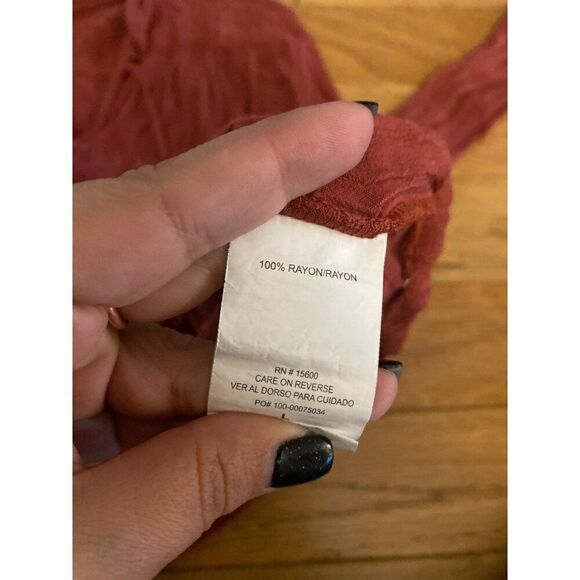 100% RAYON/RAYON
RN # 15600
CARE ON REVERSE
VER AL DORSO PARA CUIDADO
PO# 100-00075034